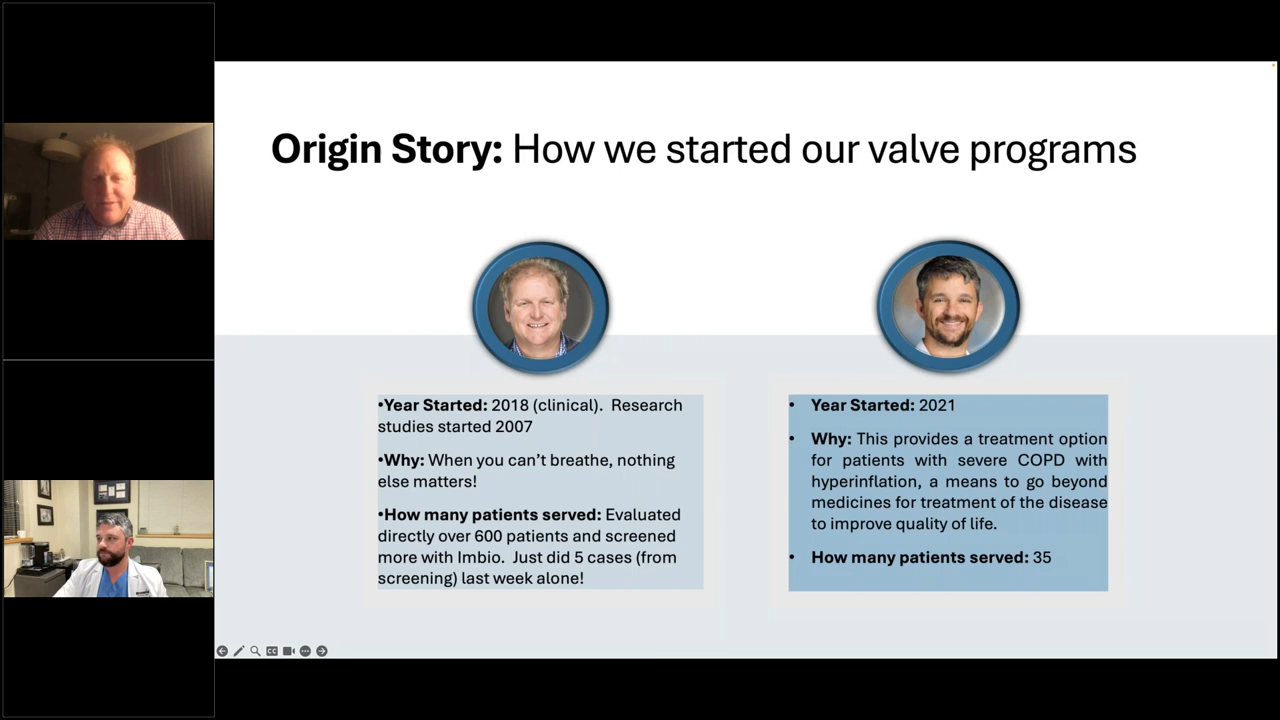 Origin Story: How we started our valve programs
•Year Started: 2018 (clinical).  Research
studies started 2007
•Why: When you can’t breathe, nothing
else matters!
•How many patients served: Evaluated
directly over 600 patients and screened
more with Imbio.  Just did 5 cases (from
screening) last week alone!
• Year Started: 2021
• Why: This provides a treatment option
for patients with severe COPD with
hyperinflation, a means to go beyond
medicines for treatment of the disease
to improve quality of life.
• How many patients served: 35
CC